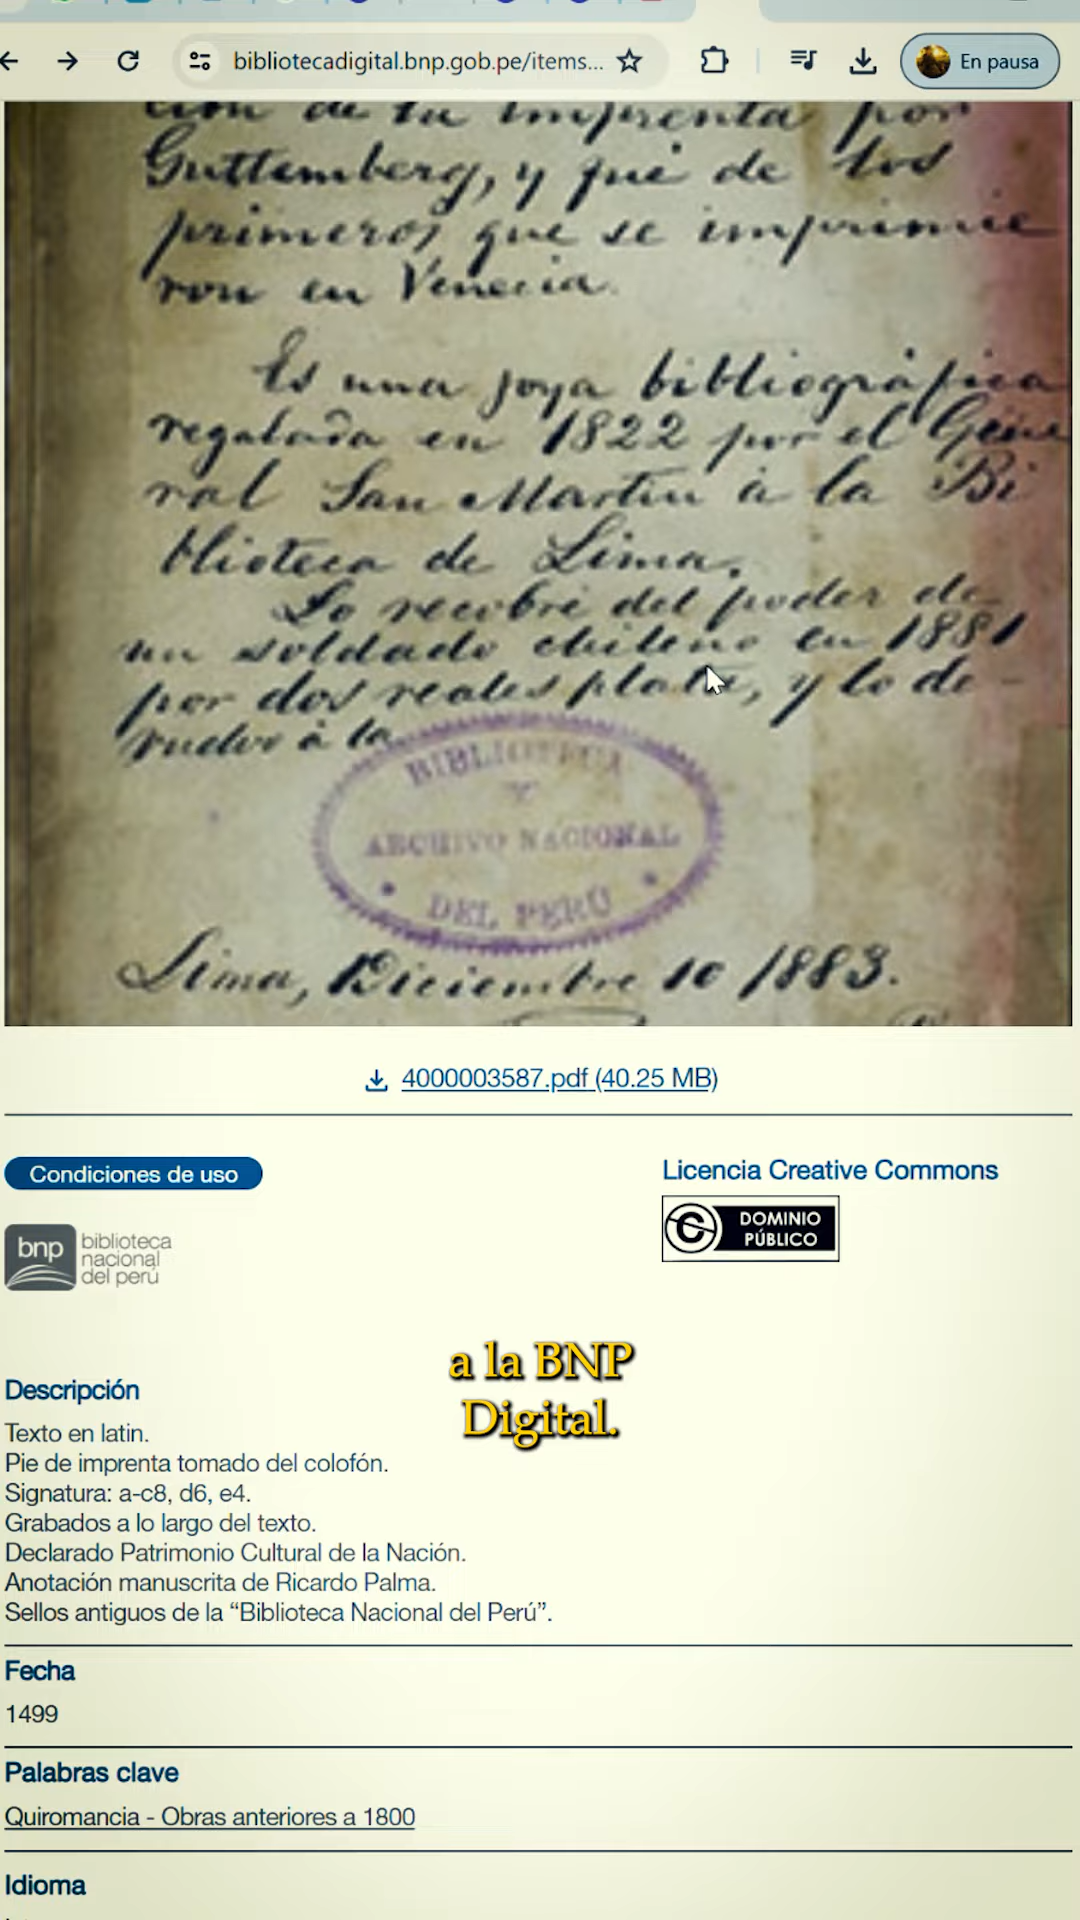 bibliotecadigital.bnp.gob.pe/items...
En pausa
ción de la imprenta por
Guttemberg, y fué de los
primeros que se imprimie
ron en Venecia.
Es una joya bibliográfica
regalada en 1822 por el Gene
ral San Martin à la Bi
blioteca de Lima.
Lo recobré del poder de
un soldado chileno en 1881
por dos reales plata, y lo de-
vuelvo à la
BIBLIOTECA
Y
ARCHIVO NACIONAL
DEL PERÚ
Lima, Diciembre 10 1883.
4000003587.pdf (40.25 MB)
Condiciones de uso
Licencia Creative Commons
DOMINIO
PÚBLICO
bnp
biblioteca
nacional
del perú
a la BNP
Digital.
Descripción
Texto en latin.
Pie de imprenta tomado del colofón.
Signatura: a-c8, d6, e4.
Grabados a lo largo del texto.
Declarado Patrimonio Cultural de la Nación.
Anotación manuscrita de Ricardo Palma.
Sellos antiguos de la “Biblioteca Nacional del Perú”.
Fecha
1499
Palabras clave
Quiromancia - Obras anteriores a 1800
Idioma